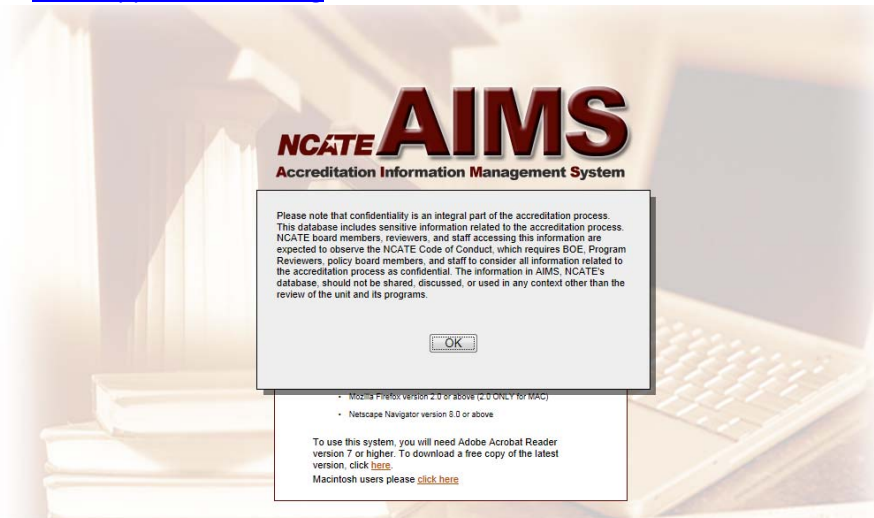 NCATE AIMS
Accreditation Information Management System
Please note that confidentiality is an integral part of the accreditation process.
This database includes sensitive information related to the accreditation process.
NCATE board members, reviewers, and staff accessing this information are
expected to observe the NCATE Code of Conduct, which requires BOE, Program
Reviewers, policy board members, and staff to consider all information related to
the accreditation process as confidential. The information in AIMS, NCATE's
database, should not be shared, discussed, or used in any context other than the
review of the unit and its programs.
OK
• Mozilla Firefox version 2.0 or above (2.0 ONLY for MAC)
• Netscape Navigator version 8.0 or above
To use this system, you will need Adobe Acrobat Reader
version 7 or higher. To download a free copy of the latest
version, click here.
Macintosh users please click here